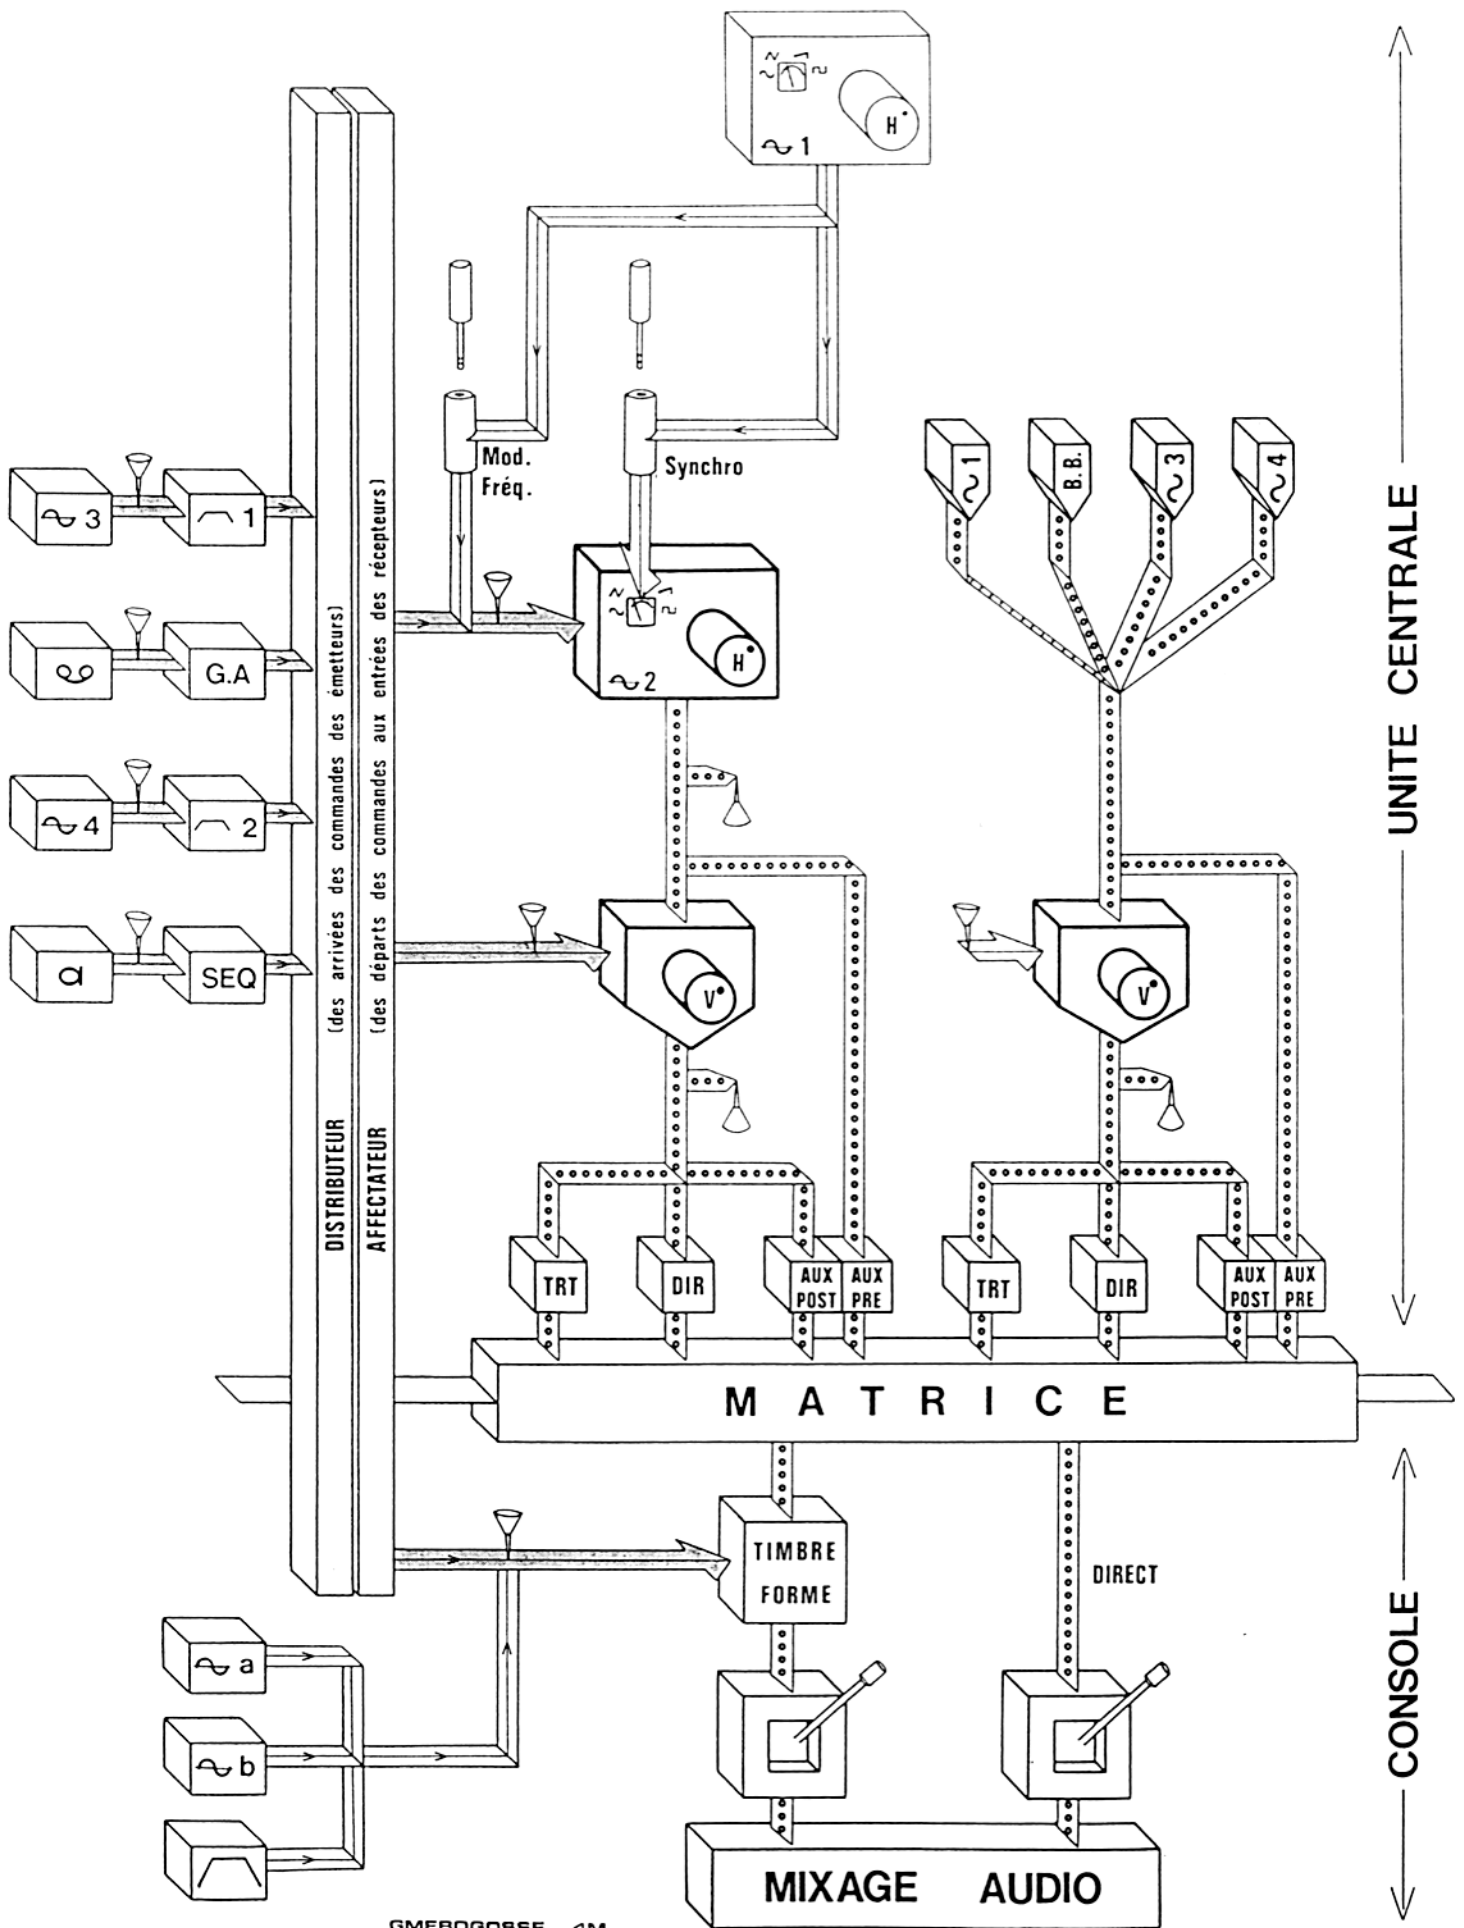 H
∿ 1
Mod.
Fréq.
Synchro
∿ 1
B.B.
∿ 3
∿ 4
∿ 3
1
G.A
∿ 4
2
a
SEQ
DISTRIBUTEUR (des arrivées des commandes des émetteurs)
AFFECTATEUR (des départs des commandes aux entrées des récepteurs)
H
∿ 2
V
V
TRT
DIR
AUX
POST
AUX
PRE
TRT
DIR
AUX
POST
AUX
PRE
MATRICE
UNITE CENTRALE
TIMBRE
FORME
DIRECT
∿ a
∿ b
CONSOLE
MIXAGE AUDIO